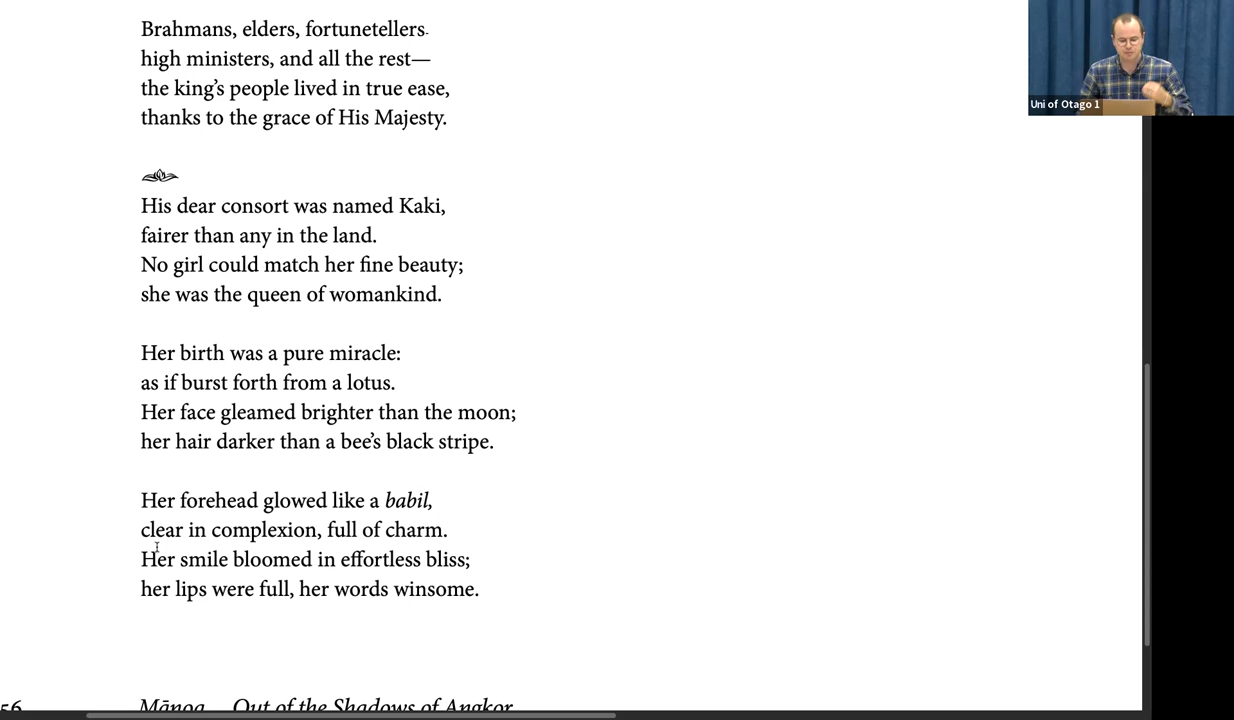 Brahmans, elders, fortunetellers
high ministers, and all the rest—
the king's people lived in true ease,
thanks to the grace of His Majesty.
His dear consort was named Kaki,
fairer than any in the land.
No girl could match her fine beauty;
she was the queen of womankind.
Her birth was a pure miracle:
as if burst forth from a lotus.
Her face gleamed brighter than the moon;
her hair darker than a bee's black stripe.
Her forehead glowed like a babil,
clear in complexion, full of charm.
Her smile bloomed in effortless bliss;
her lips were full, her words winsome.
56 Mānoa . . . Out of the Shadows of Angkor
Uni of Otago 1